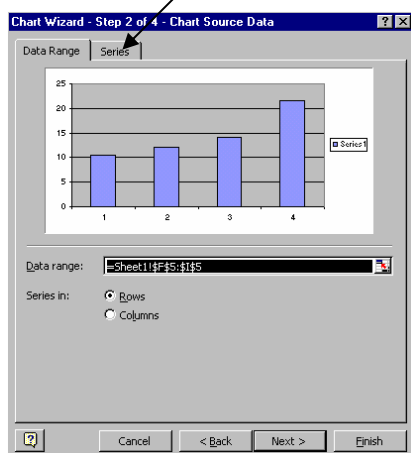 Chart Wizard - Step 2 of 4 - Chart Source Data
Data Range Series
25
20
15
10
5
0
Series1
1 2 3 4
Data range: =Sheet1!$F$5:$I$5
Series in: Rows
Columns
Cancel < Back Next > Finish